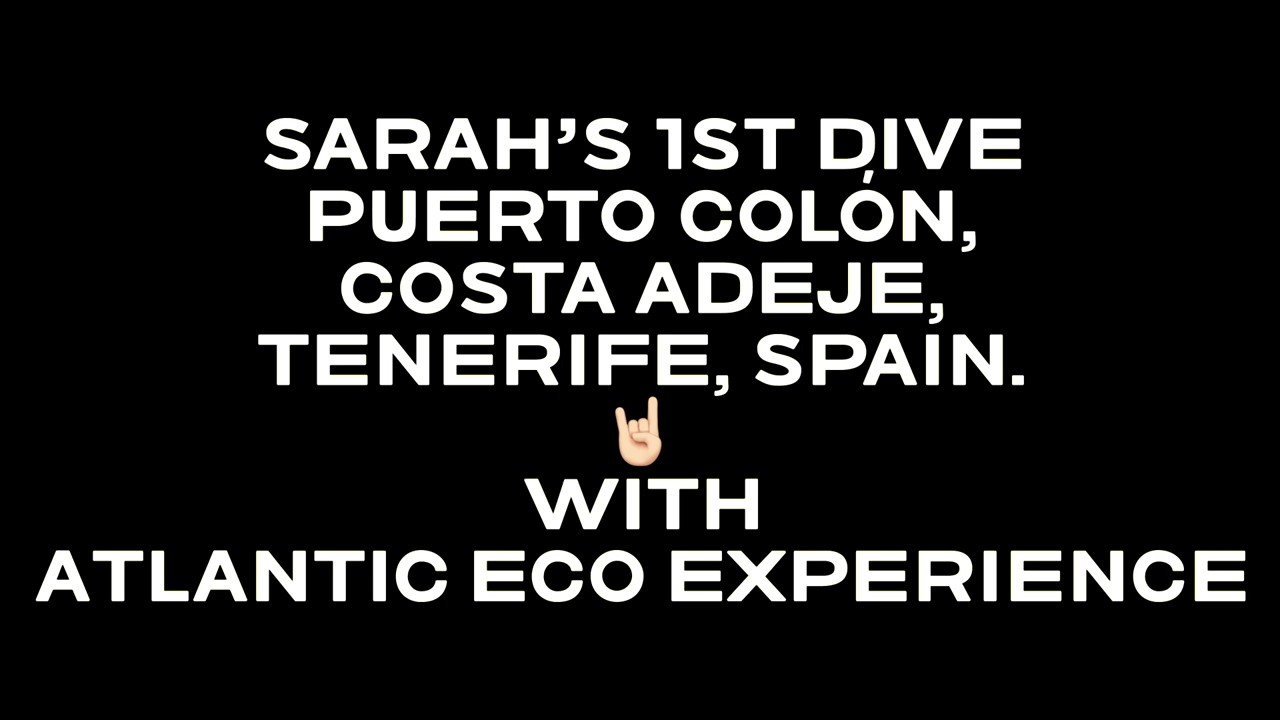 SARAH’S 1ST DIVE
PUERTO COLÓN,
COSTA ADEJE,
TENERIFE, SPAIN.
🤘🏻
WITH
ATLANTIC ECO EXPERIENCE